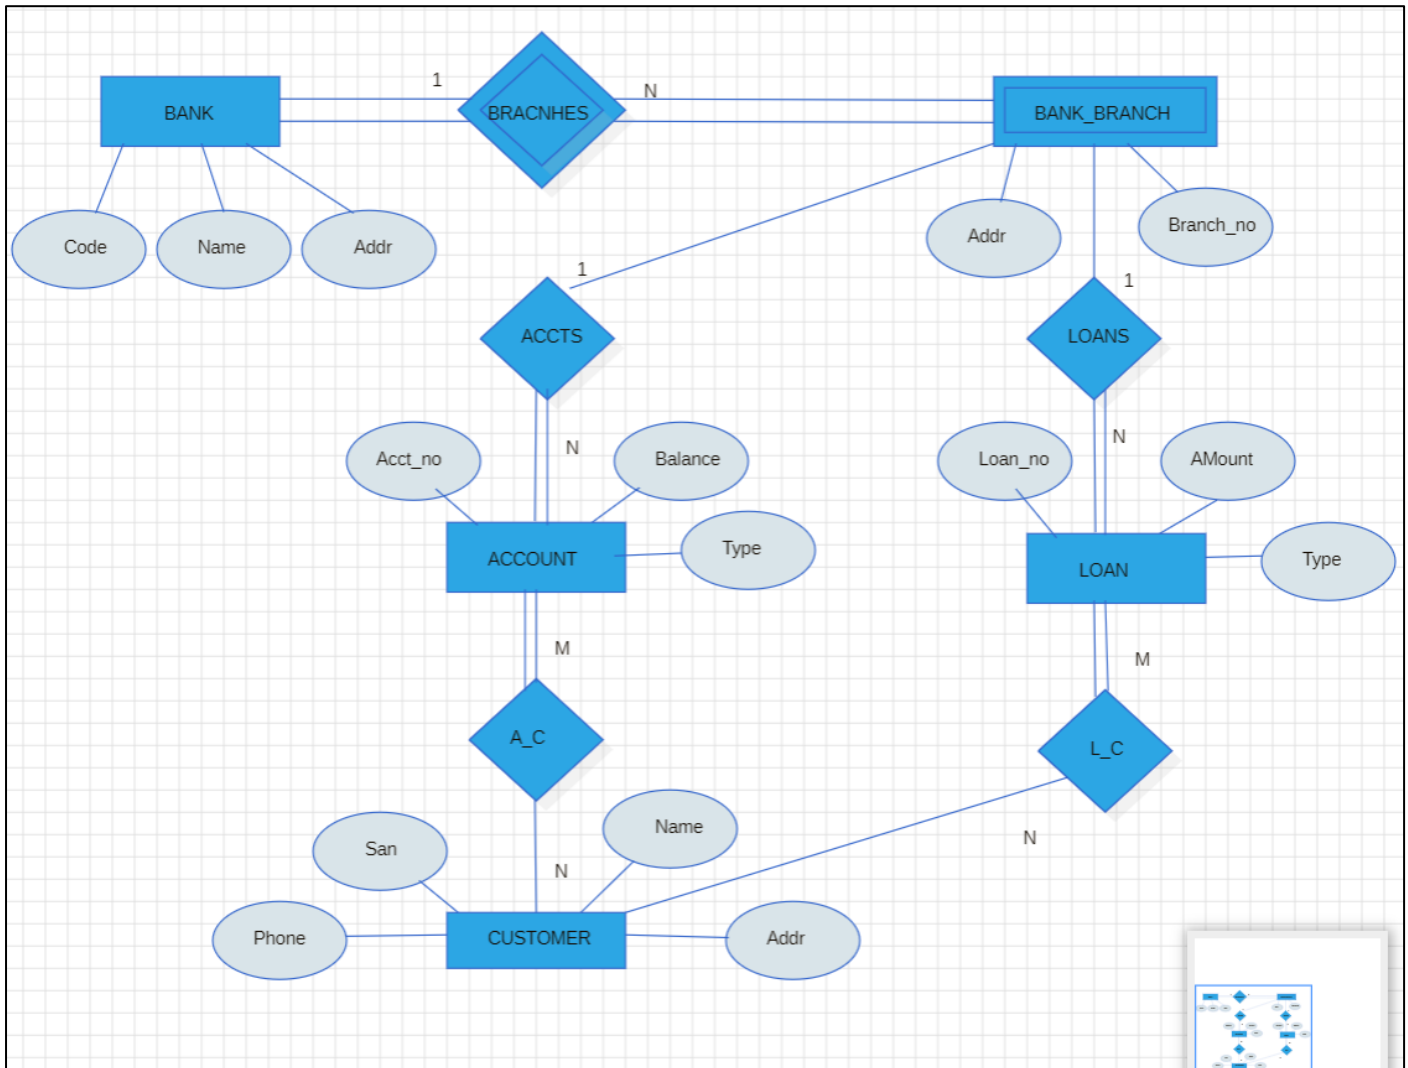 1
N
BANK
BRACNHES
BANK_BRANCH
Code
Name
Addr
Addr
Branch_no
1
1
ACCTS
LOANS
N
N
Acct_no
Balance
Loan_no
AMount
Type
Type
ACCOUNT
LOAN
M
M
A_C
L_C
Name
San
N
N
Phone
CUSTOMER
Addr